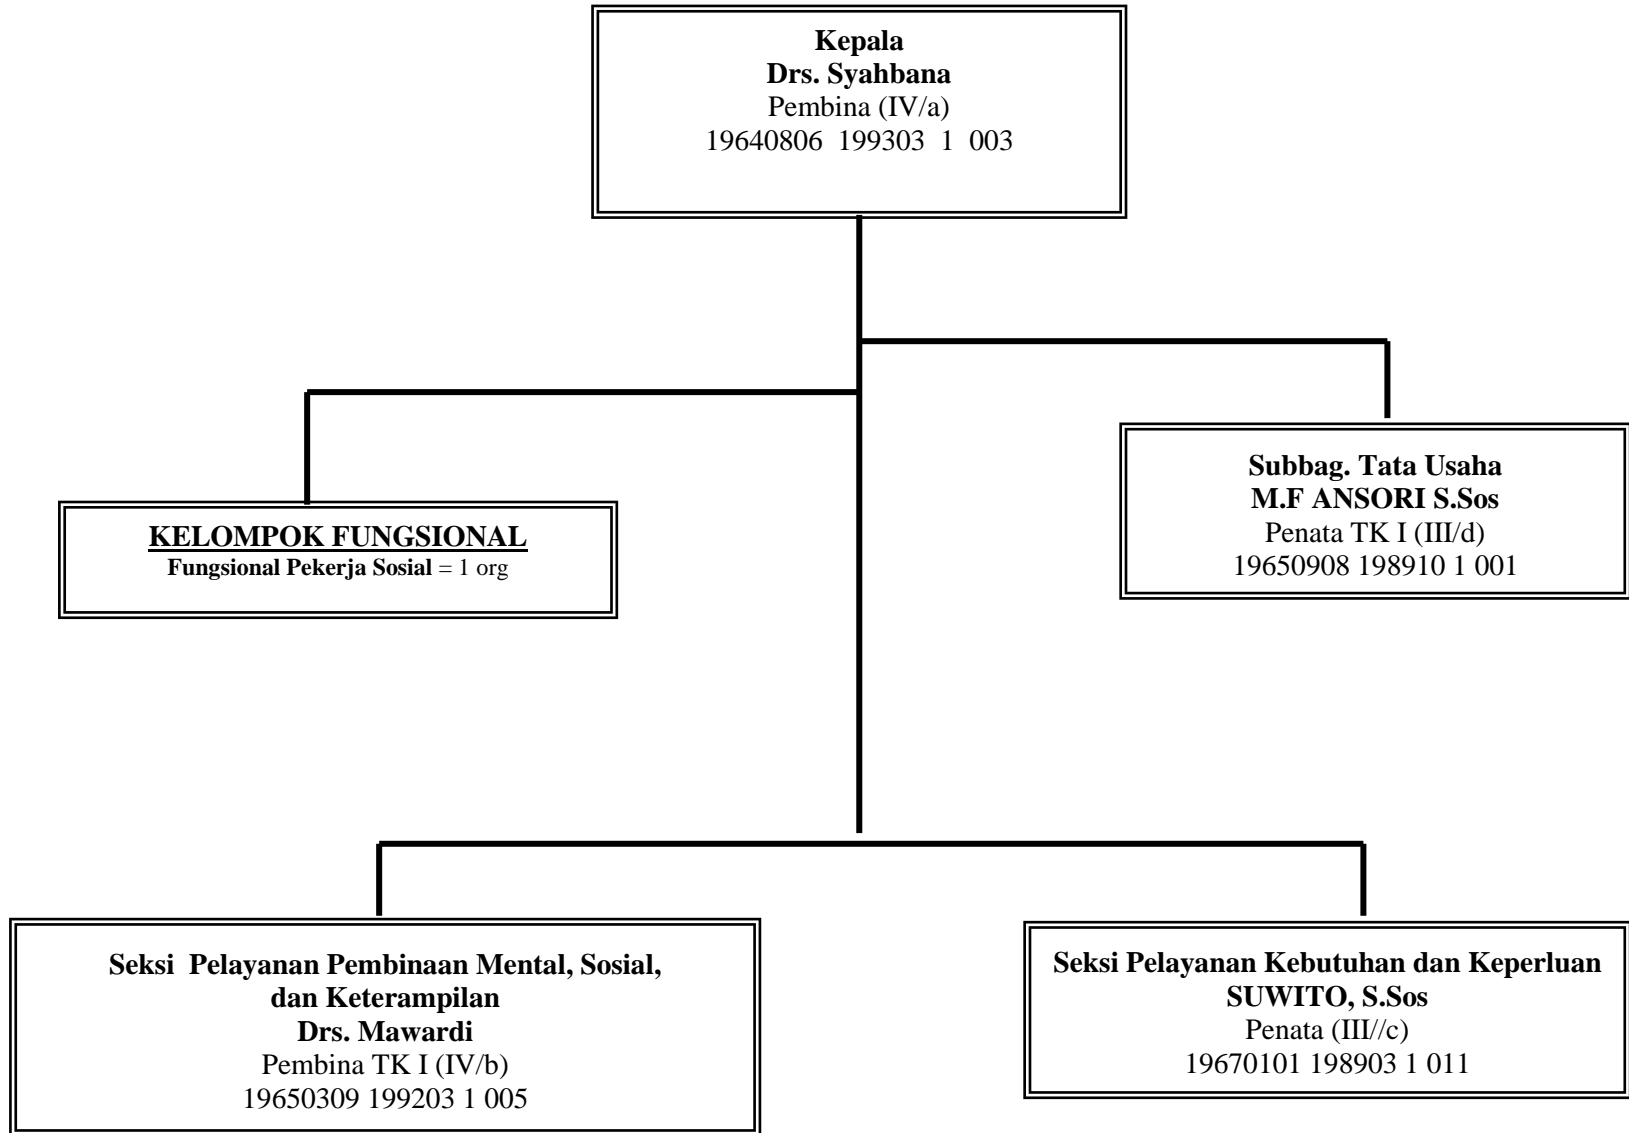 Kepala
Drs. Syahbana
Pembina (IV/a)
19640806 199303 1 003
Subbag. Tata Usaha
M.F ANSORI S.Sos
Penata TK I (III/d)
19650908 198910 1 001
KELOMPOK FUNGSIONAL
Fungsional Pekerja Sosial = 1 org
Seksi Pelayanan Pembinaan Mental, Sosial,
dan Keterampilan
Drs. Mawardi
Pembina TK I (IV/b)
19650309 199203 1 005
Seksi Pelayanan Kebutuhan dan Keperluan
SUWITO, S.Sos
Penata (III//c)
19670101 198903 1 011